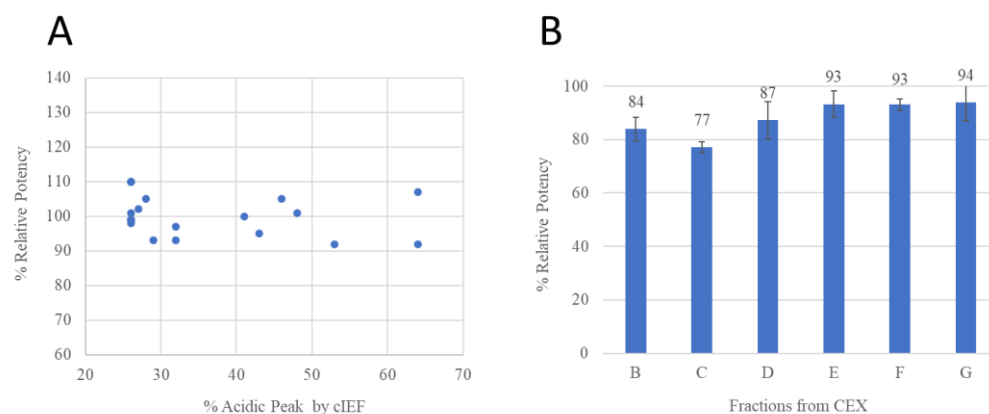 A
% Relative Potency
140
130
120
110
100
90
80
70
60
20 30 40 50 60 70
% Acidic Peak by cIEF
B
% Relative Potency
100
80
60
40
20
0
84 77 87 93 93 94
B C D E F G
Fractions from CEX